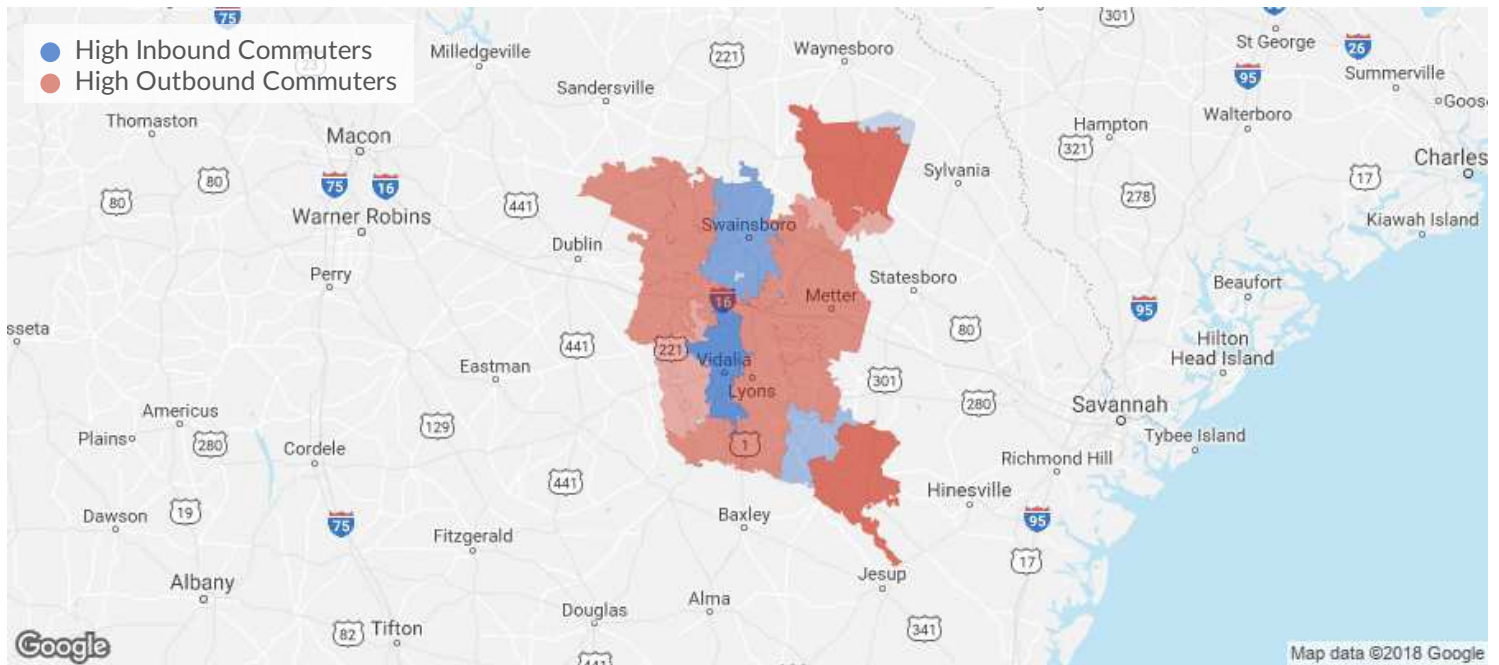 75
High Inbound Commuters
High Outbound Commuters
23
Milledgeville
221
Waynesboro
301
St George
26
95
Summerville
Goose
Sandersville
Thomaston
Macon
Hampton
Walterboro
321
Charles
Sylvania
80
80
75
16
441
278
17
Warner Robins
Kiawah Island
Swainsboro
Dublin
Perry
Statesboro
Metter
16
Beaufort
95
sseta
80
Hilton
Head Island
441
221
Vidalia
Eastman
Lyons
301
280
Savannah
Americus
129
Plains
280
Cordele
1
Tybee Island
Richmond Hill
441
Hinesville
19
Dawson
75
Baxley
95
Fitzgerald
17
Albany
Jesup
Alma
Douglas
82
Tifton
341
441
Google
Map data ©2018 Google